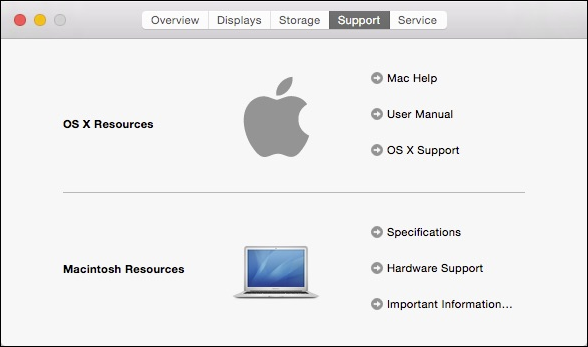 Overview Displays Storage Support Service
OS X Resources
Mac Help
User Manual
OS X Support
Macintosh Resources
Specifications
Hardware Support
Important Information…